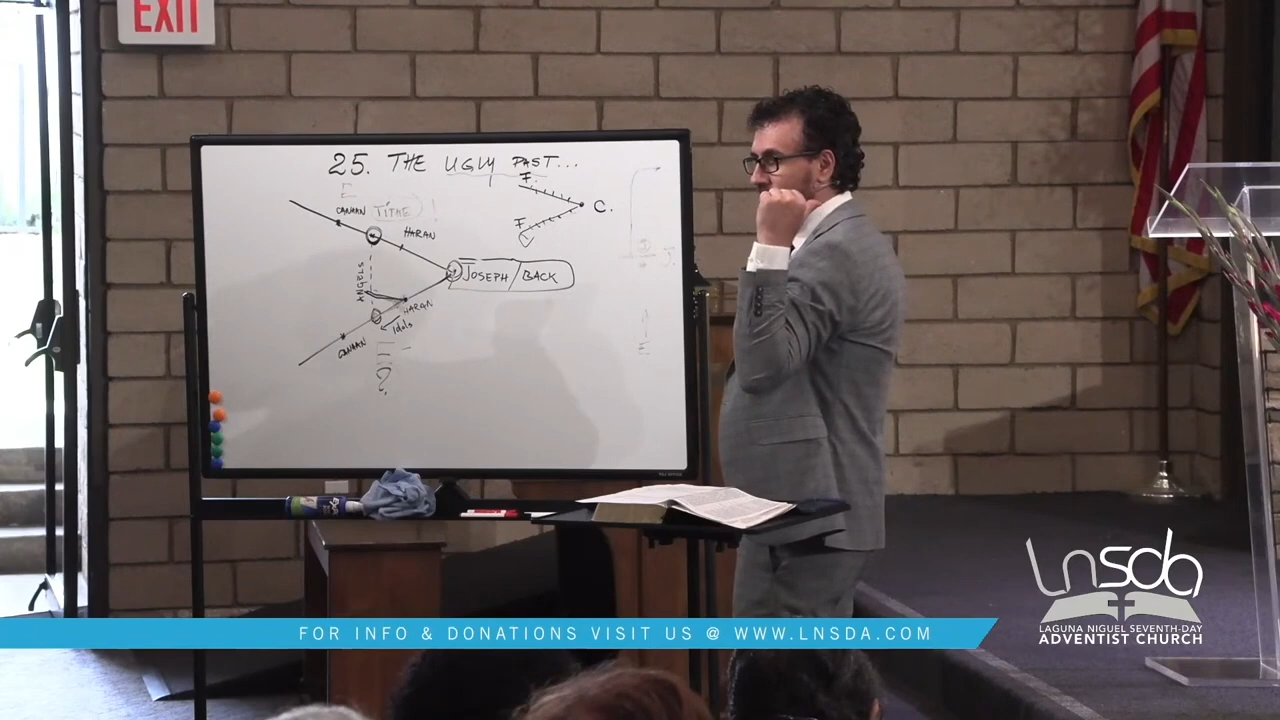 EXIT
25. THE UGLY PAST...
E
CANAAN TITHE) !
HARAN
F.
C.
F
ANGELS
JOSEPH / BACK
HARAN
Idols
CANAAN
?
E
LNSDA
LAGUNA NIGUEL SEVENTH-DAY
ADVENTIST CHURCH
FOR INFO & DONATIONS VISIT US @ WWW.LNSDA.COM